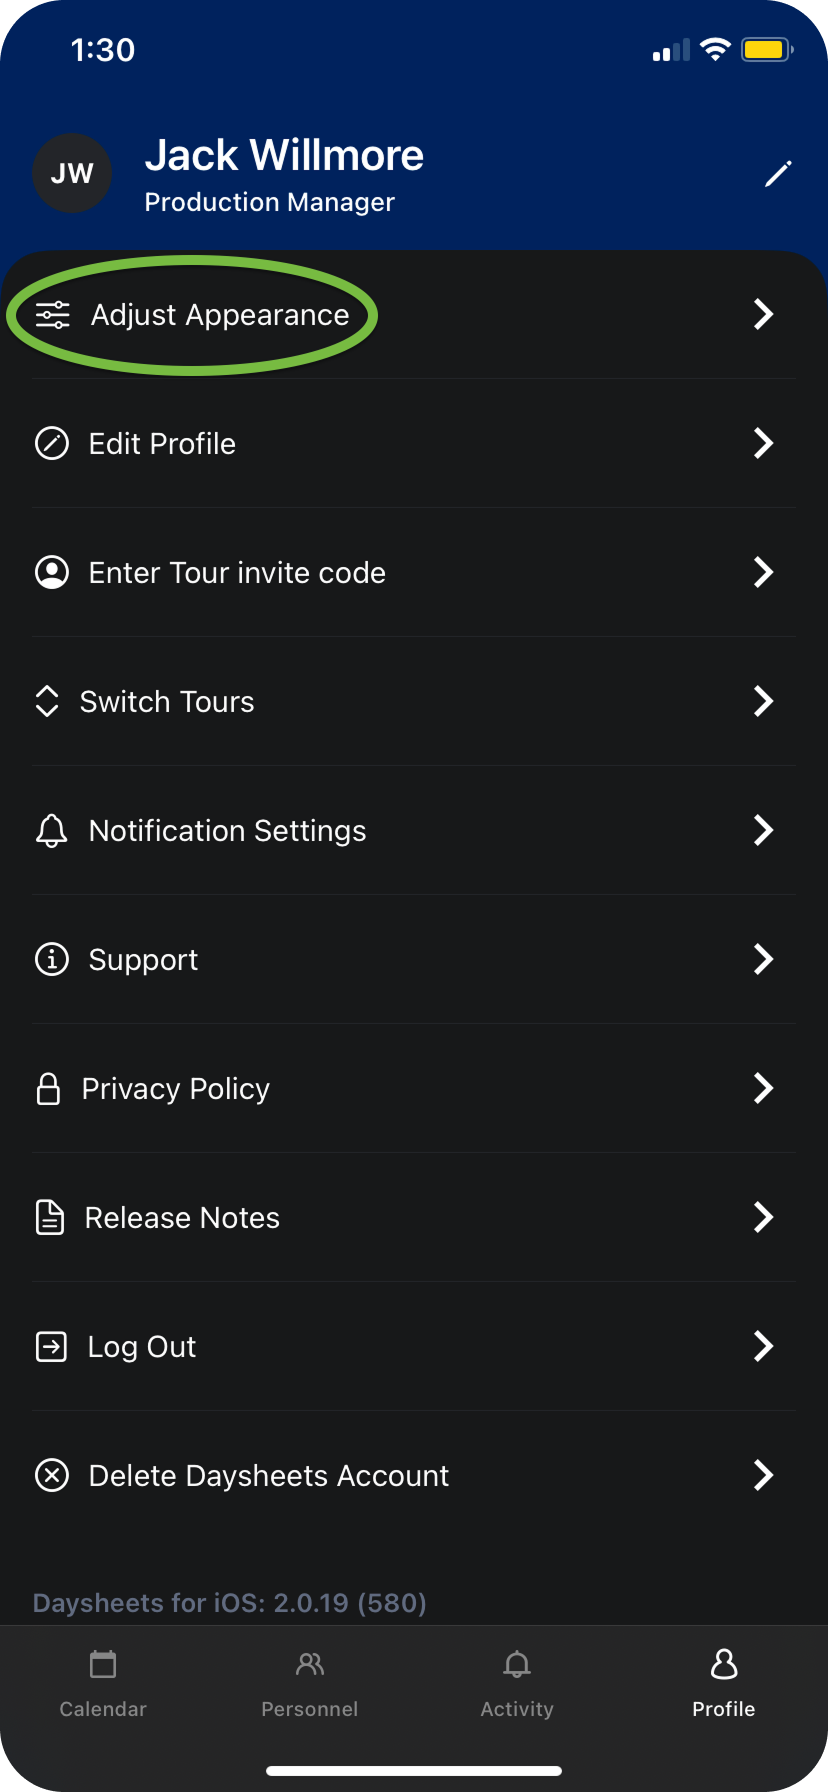 1:30
JW
Jack Willmore
Production Manager
Adjust Appearance
Edit Profile
Enter Tour invite code
Switch Tours
Notification Settings
Support
Privacy Policy
Release Notes
Log Out
Delete Daysheets Account
Daysheets for iOS: 2.0.19 (580)
Calendar
Personnel
Activity
Profile